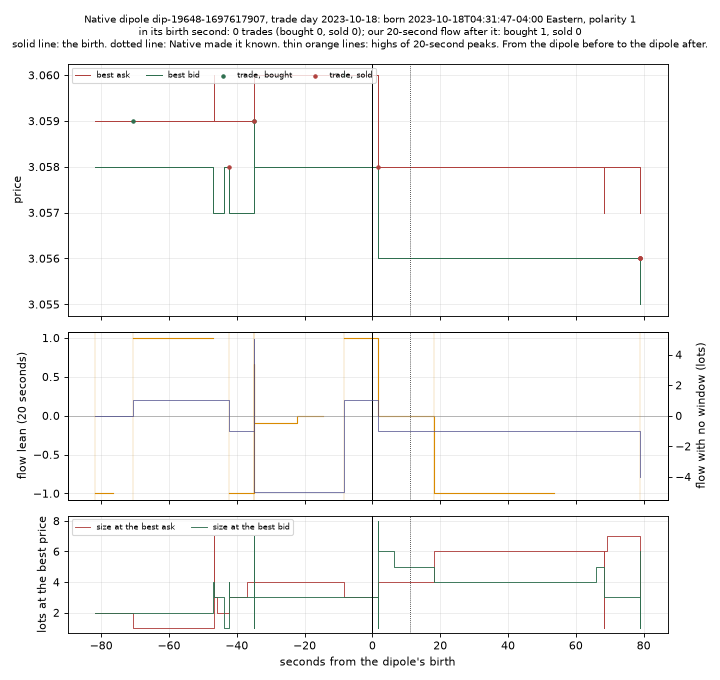 Native dipole dip-19648-1697617907, trade day 2023-10-18: born 2023-10-18T04:31:47-04:00 Eastern, polarity 1
in its birth second: 0 trades (bought 0, sold 0); our 20-second flow after it: bought 1, sold 0
solid line: the birth. dotted line: Native made it known. thin orange lines: highs of 20-second peaks. From the dipole before to the dipole after.
best ask
best bid
trade, bought
trade, sold
3.060
3.059
3.058
3.057
3.056
3.055
price
1.0
0.5
0.0
−0.5
−1.0
flow lean (20 seconds)
4
2
0
−2
−4
flow with no window (lots)
size at the best ask
size at the best bid
8
6
4
2
lots at the best price
−80
−60
−40
−20
0
20
40
60
80
seconds from the dipole's birth